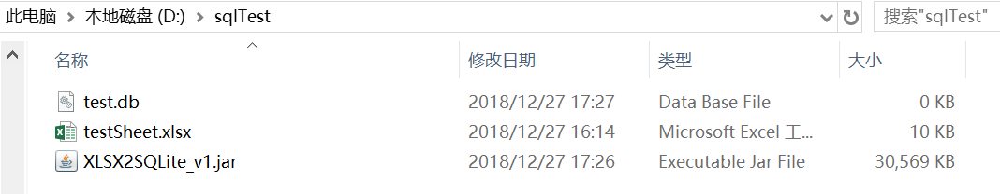 此电脑 > 本地磁盘 (D:) > sqlTest 搜索"sqlTest"
名称 修改日期 类型 大小
test.db 2018/12/27 17:27 Data Base File 0 KB
testSheet.xlsx 2018/12/27 16:14 Microsoft Excel 工... 10 KB
XLSX2SQLite_v1.jar 2018/12/27 17:26 Executable Jar File 30,569 KB